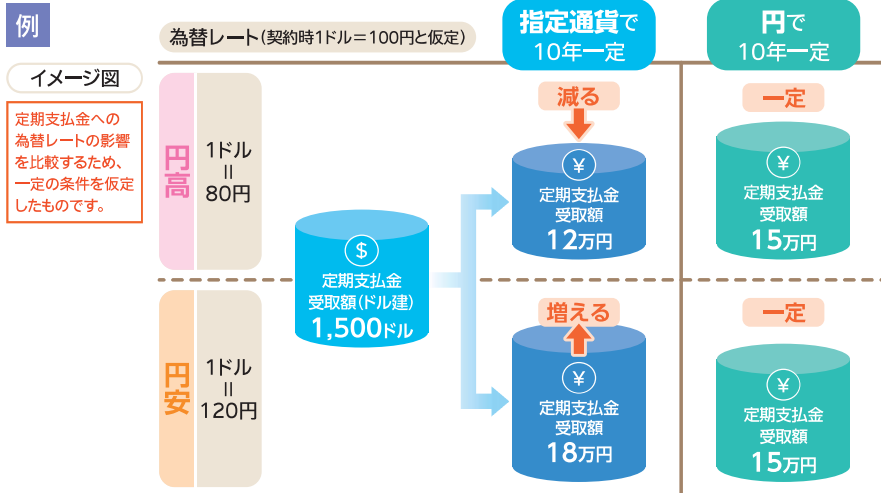 例
為替レート(契約時1ドル＝100円と仮定)
指定通貨で
10年一定
円で
10年一定
イメージ図
定期支払金への
為替レートの影響
を比較するため、
一定の条件を仮定
したものです。
円高
1ドル
＝
80円
減る
¥
定期支払金
受取額
12万円
一定
¥
定期支払金
受取額
15万円
$
定期支払金
受取額(ドル建)
1,500ドル
円安
1ドル
＝
120円
増える
¥
定期支払金
受取額
18万円
一定
¥
定期支払金
受取額
15万円